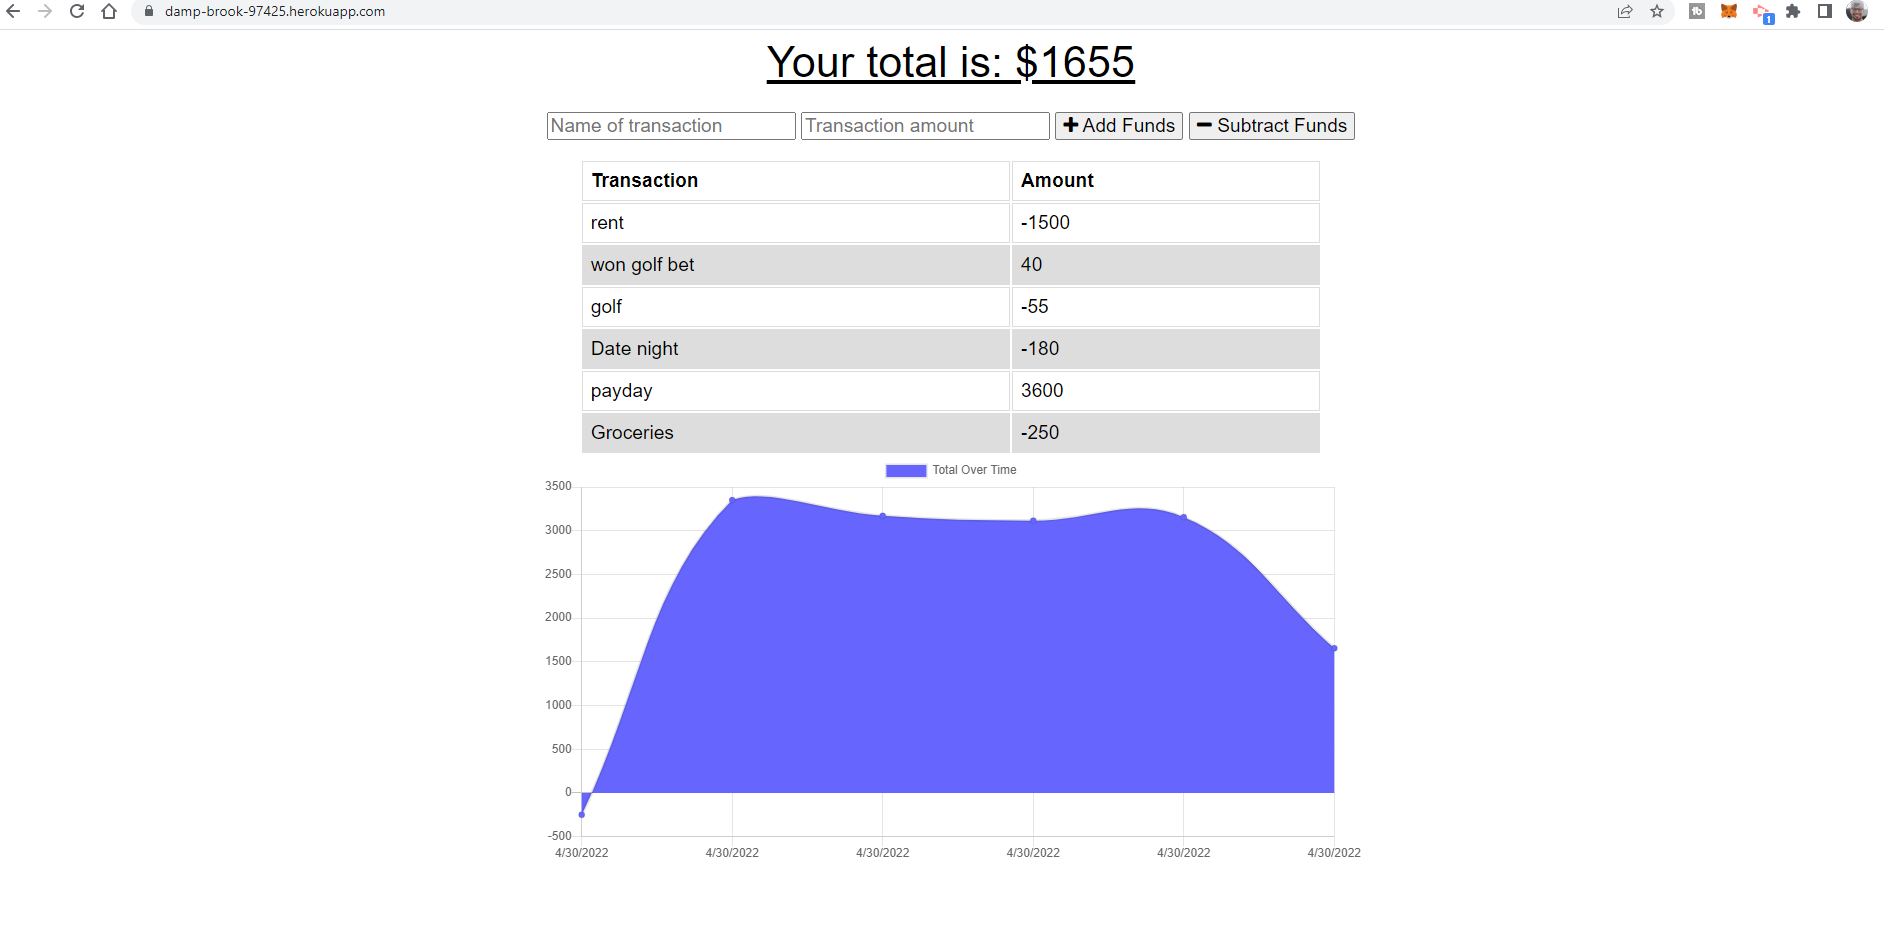 damp-brook-97425.herokuapp.com
1
Your total is: $1655
Name of transaction Transaction amount Add Funds Subtract Funds
Transaction Amount
rent -1500
won golf bet 40
golf -55
Date night -180
payday 3600
Groceries -250
Total Over Time
3500
3000
2500
2000
1500
1000
500
0
-500
4/30/2022 4/30/2022 4/30/2022 4/30/2022 4/30/2022 4/30/2022